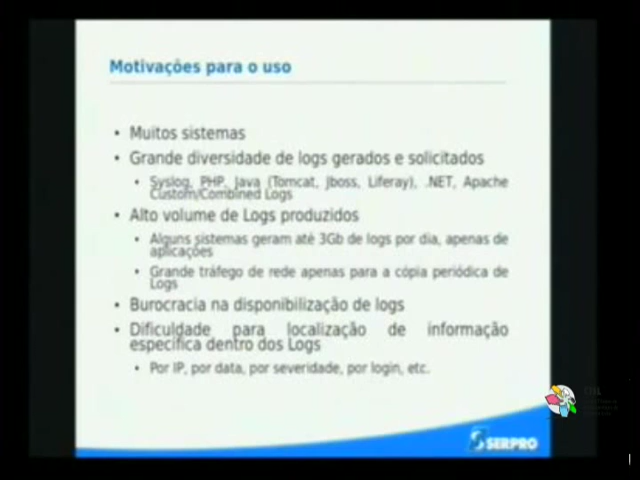 Motivações para o uso
• Muitos sistemas
• Grande diversidade de logs gerados e solicitados
• Syslog, PHP, Java (Tomcat, Jboss, Liferay), .NET, Apache
Custom/Combined Logs
• Alto volume de Logs produzidos
• Alguns sistemas geram até 3Gb de logs por dia, apenas de
aplicações
• Grande tráfego de rede apenas para a cópia periódica de
Logs
• Burocracia na disponibilização de logs
• Dificuldade para localização de informação
específica dentro dos Logs
• Por IP, por data, por severidade, por login, etc.
SERPRO